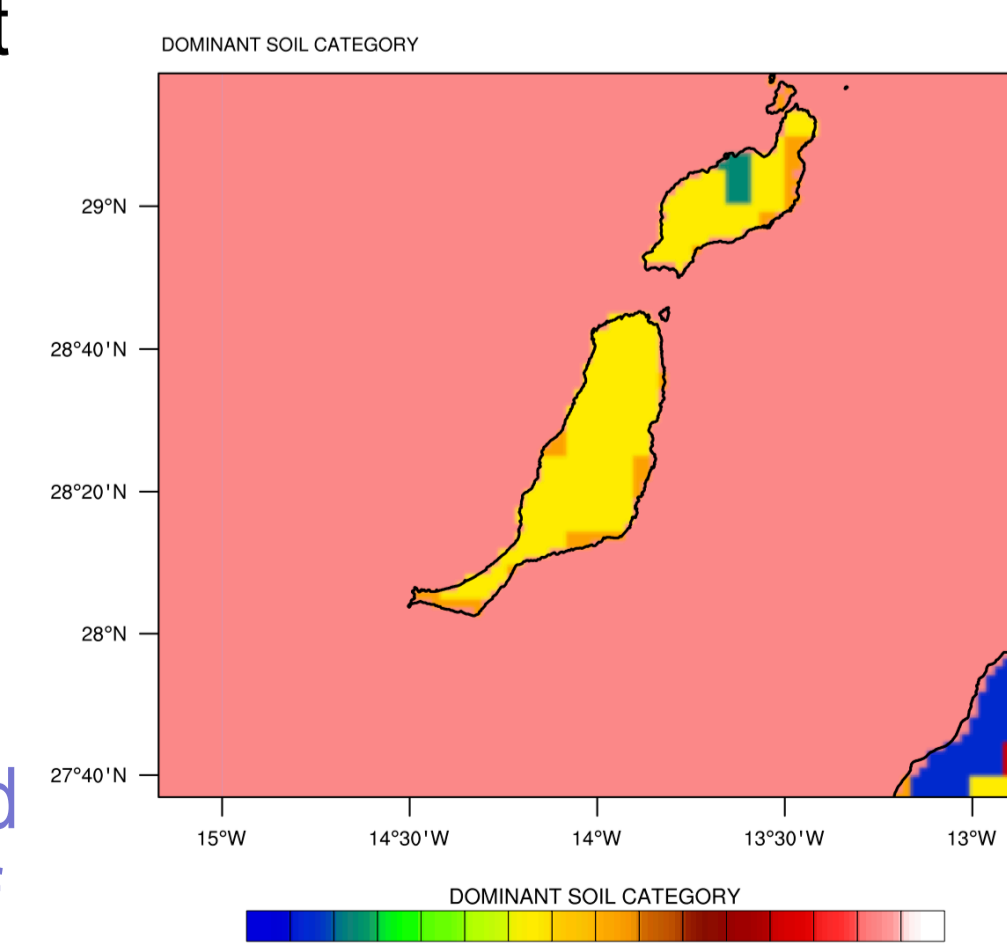 t
DOMINANT SOIL CATEGORY
29°N
28°40'N
28°20'N
28°N
27°40'N
d
15°W
14°30'W
14°W
13°30'W
13°W
DOMINANT SOIL CATEGORY